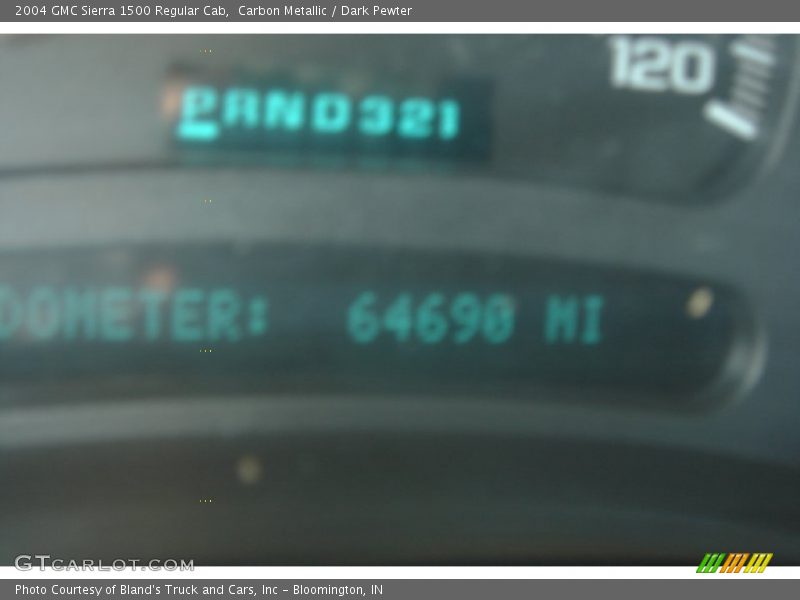 2004 GMC Sierra 1500 Regular Cab,  Carbon Metallic / Dark Pewter
120
PRND321
DOMETER: 64690 MI
GTCARLOT.COM
Photo Courtesy of Bland's Truck and Cars, Inc - Bloomington, IN